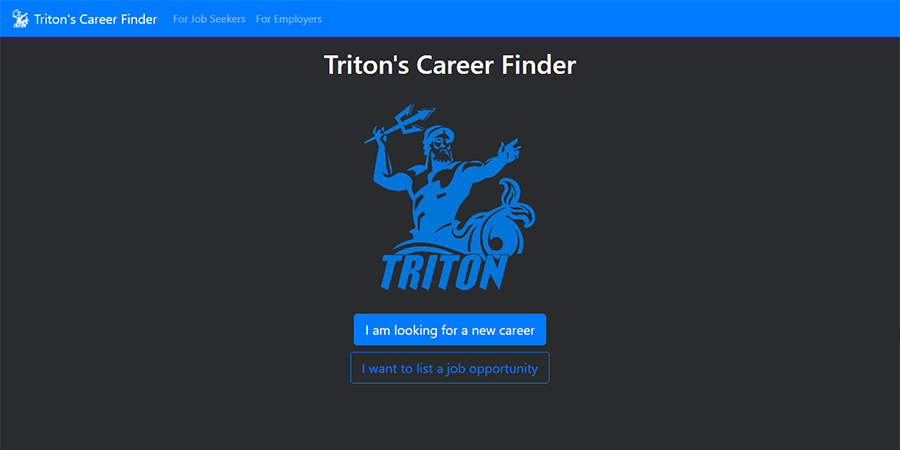 TRITON Triton's Career Finder For Job Seekers For Employers
Triton's Career Finder
TRITON
I am looking for a new career
I want to list a job opportunity